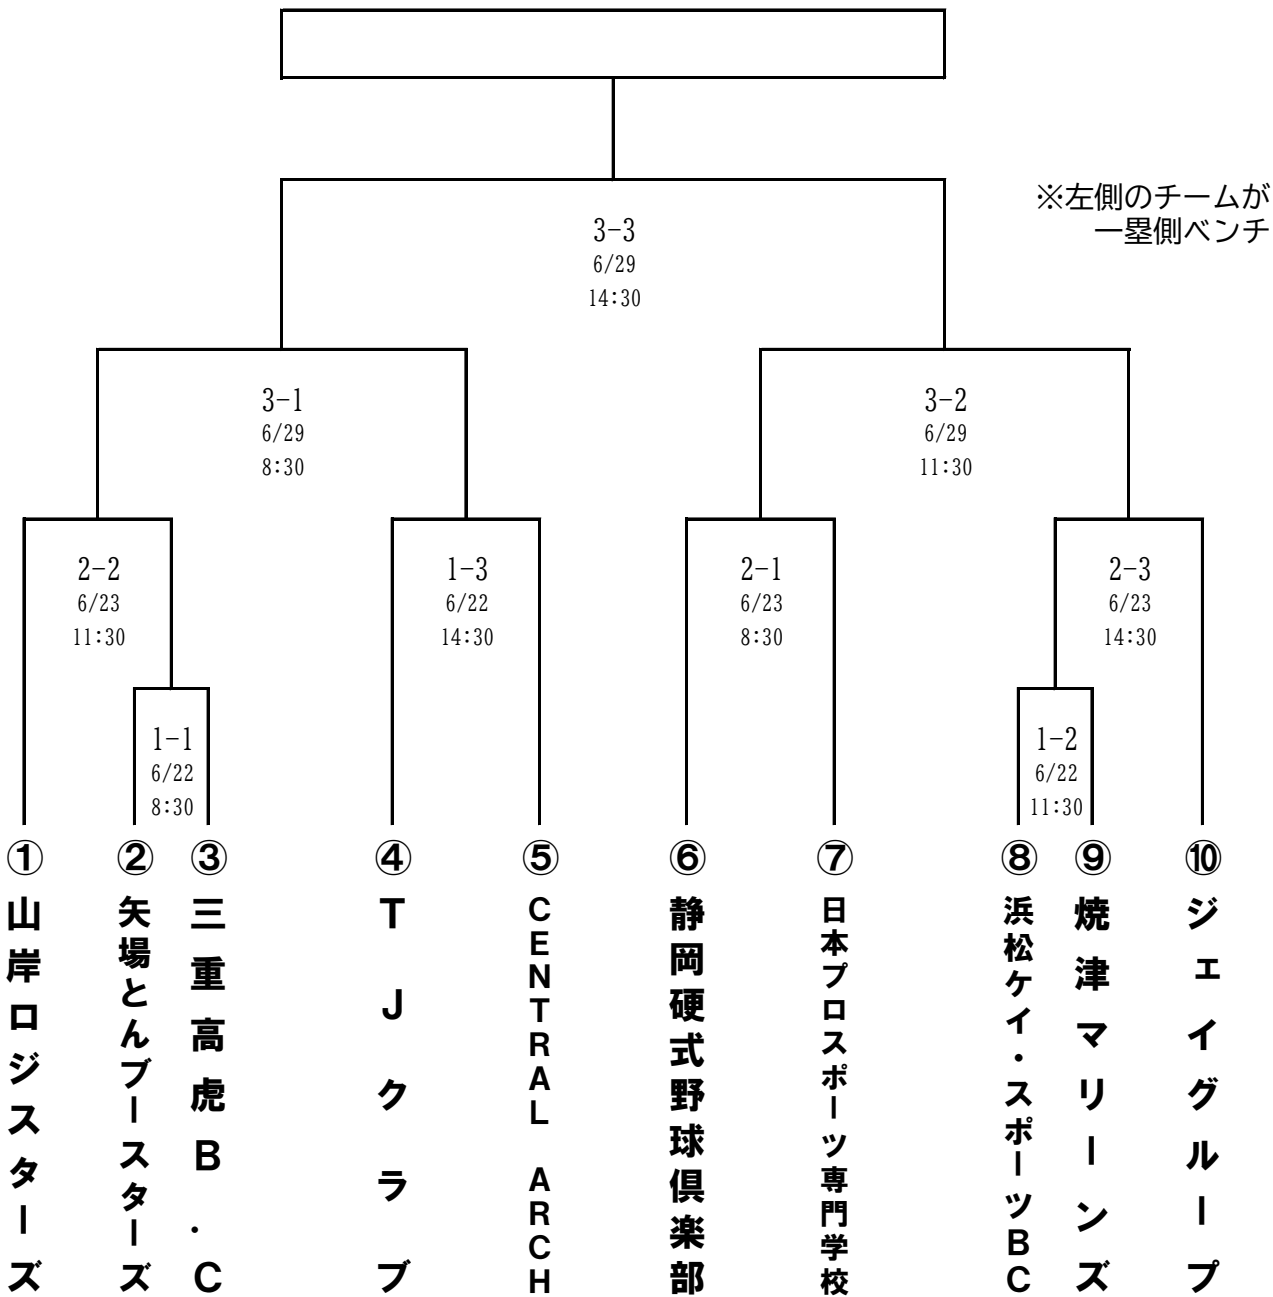 ※左側のチームが
一塁側ベンチ
3-3
6/29
14:30
3-1
6/29
8:30
3-2
6/29
11:30
2-2
6/23
11:30
1-3
6/22
14:30
2-1
6/23
8:30
2-3
6/23
14:30
1-1
6/22
8:30
1-2
6/22
11:30
①山岸ロジスターズ
②矢場とんブースターズ
③三重高虎B.C
④TJクラブ
⑤CENTRAL ARCH
⑥静岡硬式野球倶楽部
⑦日本プロスポーツ専門学校
⑧浜松ケイ・スポーツBC
⑨焼津マリーンズ
⑩ジェイグループ